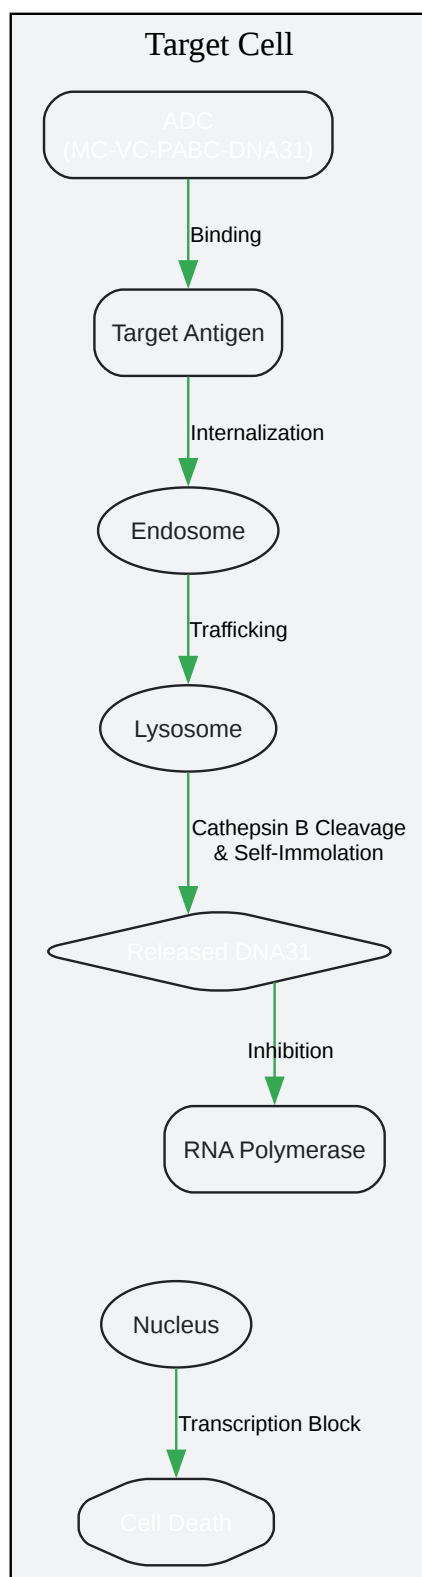 Target Cell
ADC
(MC-VC-PABC-DNA31)
Binding
Target Antigen
Internalization
Endosome
Trafficking
Lysosome
Cathepsin B Cleavage
& Self-Immolation
Released DNA31
Inhibition
RNA Polymerase
Nucleus
Transcription Block
Cell Death